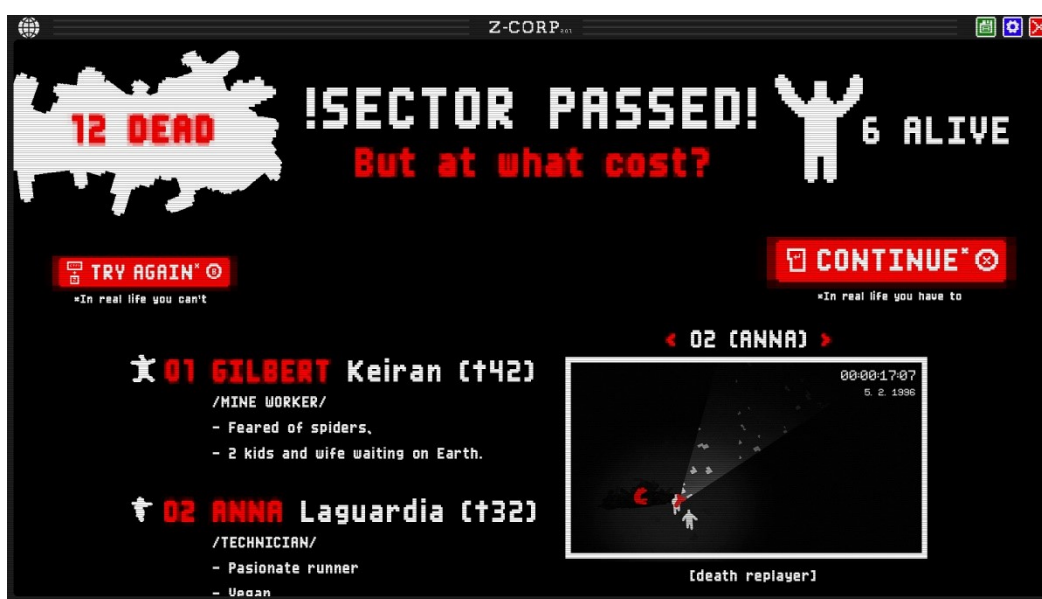 Z-CORP
12 DEAD
!SECTOR PASSED!
But at what cost?
6 ALIVE
TRY AGAIN* B
*In real life you can't
CONTINUE* X
*In real life you have to
01 GILBERT Keiran (†42)
/MINE WORKER/
- Feared of spiders,
- 2 kids and wife waiting on Earth.
02 ANNA Laguardia (†32)
/TECHNICIAN/
- Pasionate runner
- Vegan
< 02 (ANNA) >
00:00:17:07
5. 2. 1996
[death replayer]